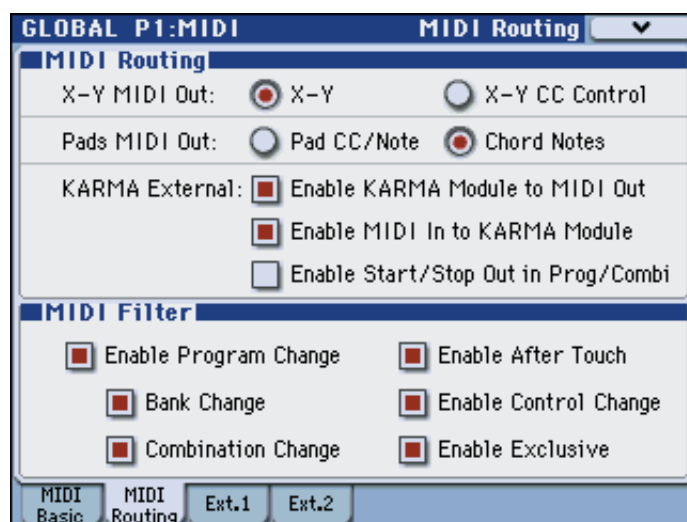 GLOBAL P1:MIDI MIDI Routing
MIDI Routing
X-Y MIDI Out: X-Y X-Y CC Control
Pads MIDI Out: Pad CC/Note Chord Notes
KARMA External: Enable KARMA Module to MIDI Out
Enable MIDI In to KARMA Module
Enable Start/Stop Out in Prog/Combi
MIDI Filter
Enable Program Change Enable After Touch
Bank Change Enable Control Change
Combination Change Enable Exclusive
MIDI Basic MIDI Routing Ext.1 Ext.2